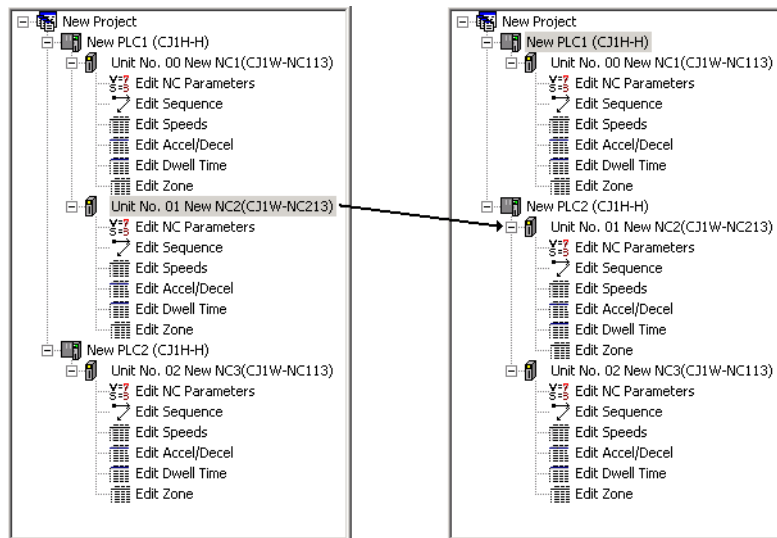 New Project
New PLC1 (CJ1H-H)
Unit No. 00 New NC1(CJ1W-NC113)
Edit NC Parameters
Edit Sequence
Edit Speeds
Edit Accel/Decel
Edit Dwell Time
Edit Zone
Unit No. 01 New NC2(CJ1W-NC213)
Edit NC Parameters
Edit Sequence
Edit Speeds
Edit Accel/Decel
Edit Dwell Time
Edit Zone
New PLC2 (CJ1H-H)
Unit No. 02 New NC3(CJ1W-NC113)
Edit NC Parameters
Edit Sequence
Edit Speeds
Edit Accel/Decel
Edit Dwell Time
Edit Zone
New Project
New PLC1 (CJ1H-H)
Unit No. 00 New NC1(CJ1W-NC113)
Edit NC Parameters
Edit Sequence
Edit Speeds
Edit Accel/Decel
Edit Dwell Time
Edit Zone
New PLC2 (CJ1H-H)
Unit No. 01 New NC2(CJ1W-NC213)
Edit NC Parameters
Edit Sequence
Edit Speeds
Edit Accel/Decel
Edit Dwell Time
Edit Zone
Unit No. 02 New NC3(CJ1W-NC113)
Edit NC Parameters
Edit Sequence
Edit Speeds
Edit Accel/Decel
Edit Dwell Time
Edit Zone